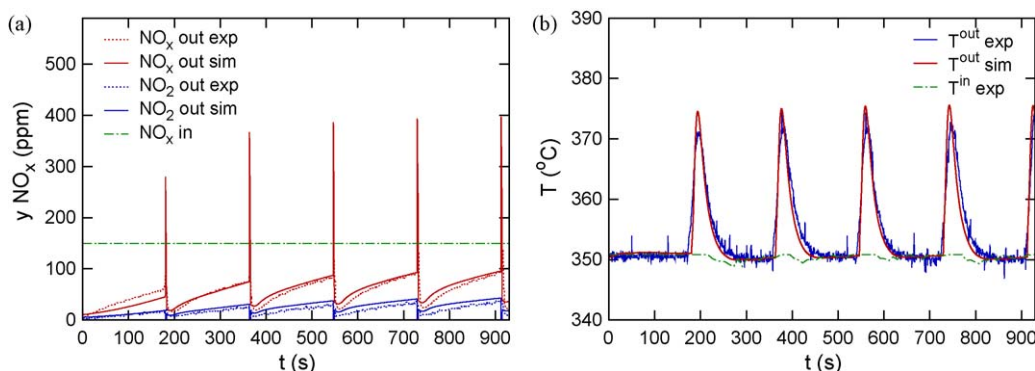 (a)
NOx out exp
NOx out sim
NO2 out exp
NO2 out sim
NOx in
500
400
300
200
100
0
y NOx (ppm)
0 100 200 300 400 500 600 700 800 900
t (s)
(b)
Tout exp
Tout sim
Tin exp
400
390
380
370
360
350
340
T (oC)
0 100 200 300 400 500 600 700 800 900
t (s)